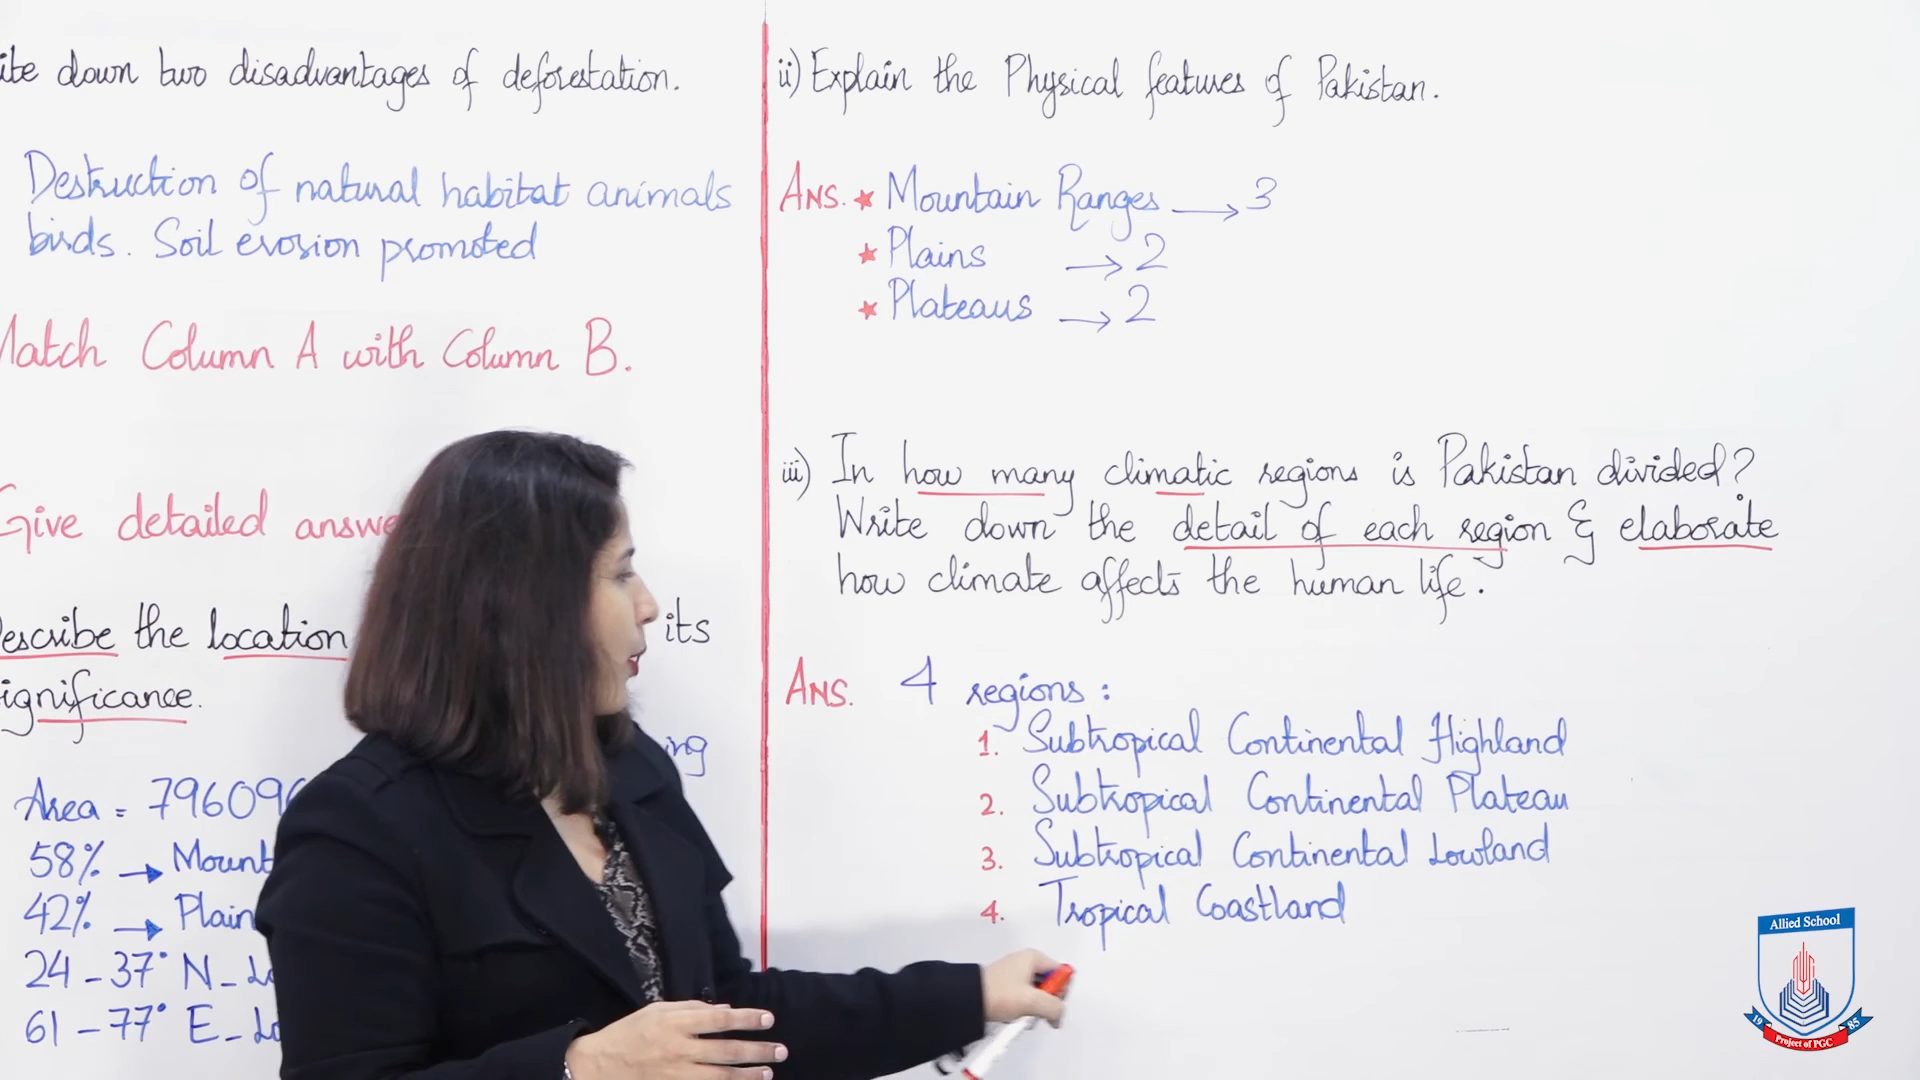 down two disadvantages of deforestation.
Destruction of natural habitat animals
birds. Soil erosion promoted
Match Column A with Column B.
Give detailed
Describe the location its
significance.
Area = 79609
58% → Mount
42% → Plain
24-37° N -
61-77° E -
ii) Explain the Physical features of Pakistan.
Ans. ★ Mountain Ranges → 3
★ Plains → 2
★ Plateaus → 2
iii) In how many climatic regions is Pakistan divided?
Write down the detail of each region & elaborate
how climate affects the human life.
Ans. 4 regions:
1. Subtropical Continental Highland
2. Subtropical Continental Plateau
3. Subtropical Continental Lowland
4. Tropical Coastland
Allied School
1985
Project of PGC